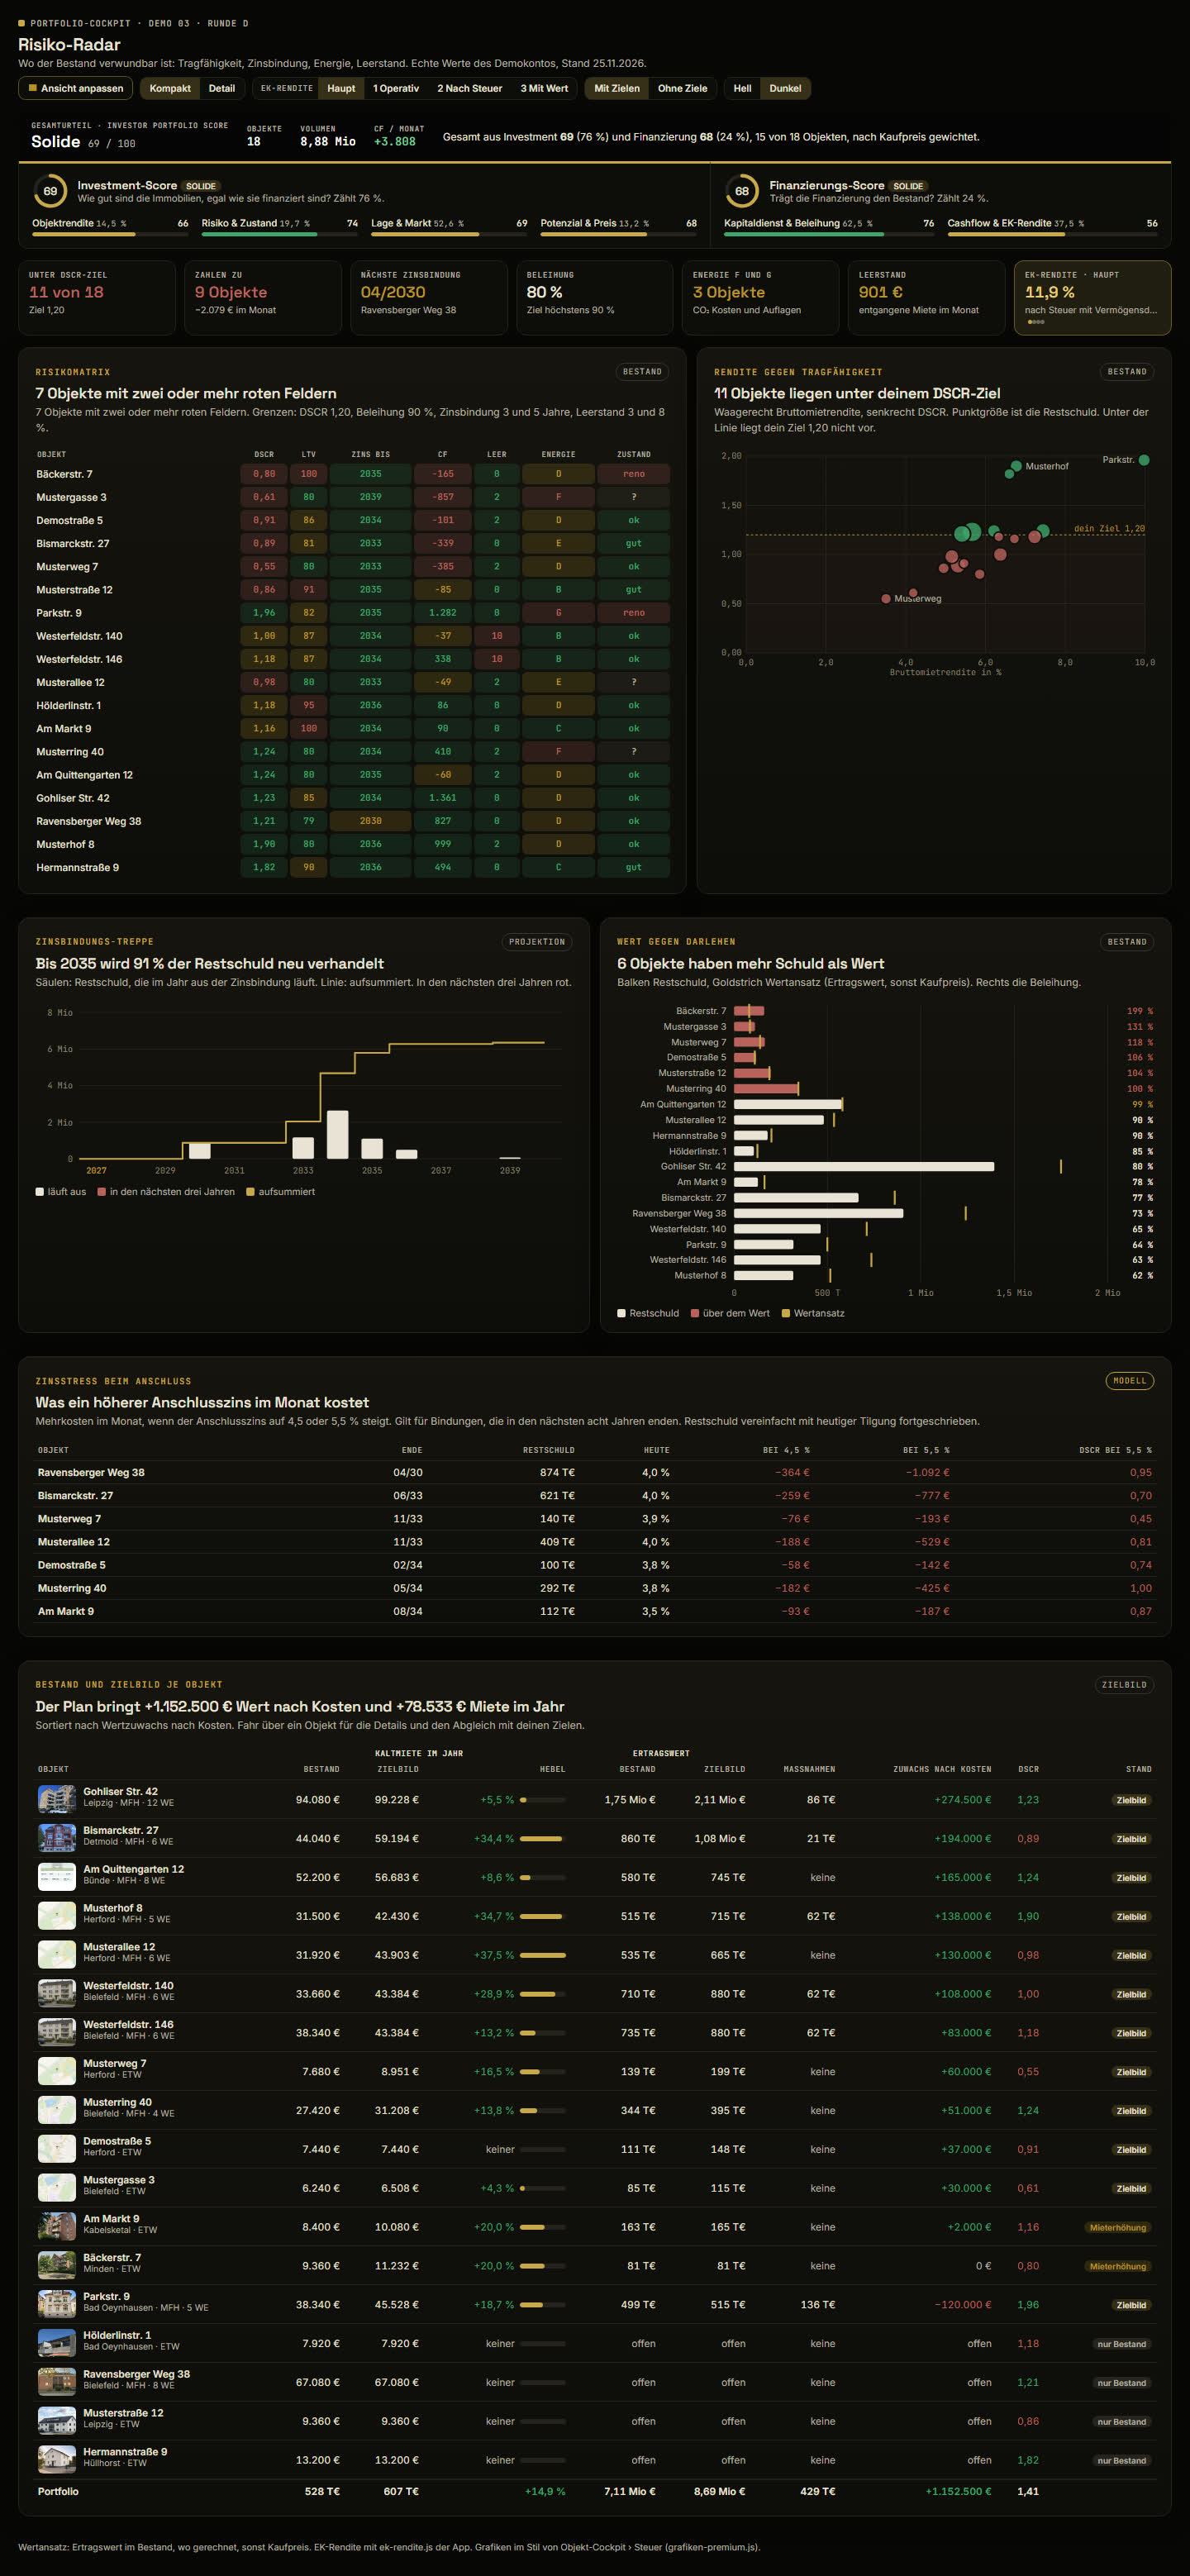 PORTFOLIO-COCKPIT · DEMO 03 · RUNDE D
Risiko-Radar
Wo der Bestand verwundbar ist: Tragfähigkeit, Zinsbindung, Energie, Leerstand. Echte Werte des Demokontos, Stand 25.11.2026.
Ansicht anpassen Kompakt Detail EK-RENDITE Haupt 1 Operativ 2 Nach Steuer 3 Mit Wert Mit Zielen Ohne Ziele Hell Dunkel
GESAMTURTEIL · INVESTOR PORTFOLIO SCORE OBJEKTE VOLUMEN CF / MONAT
Solide 69 / 100 18 8,88 Mio +3.808 Gesamt aus Investment 69 (76 %) und Finanzierung 68 (24 %), 15 von 18 Objekten, nach Kaufpreis gewichtet.
69 Investment-Score SOLIDE
Wie gut sind die Immobilien, egal wie sie finanziert sind? Zählt 76 %.
Objektrendite 14,5 % 66 Risiko & Zustand 19,7 % 74 Lage & Markt 52,6 % 69 Potenzial & Preis 13,2 % 68
68 Finanzierungs-Score SOLIDE
Trägt die Finanzierung den Bestand? Zählt 24 %.
Kapitaldienst & Beleihung 62,5 % 76 Cashflow & EK-Rendite 37,5 % 56
UNTER DSCR-ZIEL
11 von 18
Ziel 1,20
ZAHLEN ZU
9 Objekte
−2.079 € im Monat
NÄCHSTE ZINSBINDUNG
04/2030
Ravensberger Weg 38
BELEIHUNG
80 %
Ziel höchstens 90 %
ENERGIE F UND G
3 Objekte
CO₂ Kosten und Auflagen
LEERSTAND
901 €
entgangene Miete im Monat
EK-RENDITE · HAUPT
11,9 %
nach Steuer mit Vermögensd...
RISIKOMATRIX BESTAND
7 Objekte mit zwei oder mehr roten Feldern
7 Objekte mit zwei oder mehr roten Feldern. Grenzen: DSCR 1,20, Beleihung 90 %, Zinsbindung 3 und 5 Jahre, Leerstand 3 und 8
%.
OBJEKT DSCR LTV ZINS BIS CF LEER ENERGIE ZUSTAND
Bäckerstr. 7 0,80 100 2035 -165 0 D reno
Mustergasse 3 0,61 80 2039 -857 2 F ?
Demostraße 5 0,91 86 2034 -101 2 D ok
Bismarckstr. 27 0,89 81 2033 -339 0 E gut
Musterweg 7 0,55 80 2033 -385 2 D ok
Musterstraße 12 0,86 91 2035 -85 0 B gut
Parkstr. 9 1,96 82 2035 1.282 0 G reno
Westerfeldstr. 140 1,00 87 2034 -37 10 B ok
Westerfeldstr. 146 1,18 87 2034 338 10 B ok
Musterallee 12 0,98 80 2033 -49 2 E ?
Hölderlinstr. 1 1,18 95 2036 86 0 D ok
Am Markt 9 1,16 100 2034 90 0 C ok
Musterring 40 1,24 80 2034 410 2 F ?
Am Quittengarten 12 1,24 80 2035 -60 2 D ok
Gohliser Str. 42 1,23 85 2034 1.361 0 D ok
Ravensberger Weg 38 1,21 79 2030 827 0 D ok
Musterhof 8 1,90 80 2036 999 2 D ok
Hermannstraße 9 1,82 90 2036 494 0 C gut
RENDITE GEGEN TRAGFÄHIGKEIT BESTAND
11 Objekte liegen unter deinem DSCR-Ziel
Waagerecht Bruttomietrendite, senkrecht DSCR. Punktgröße ist die Restschuld. Unter der
Linie liegt dein Ziel 1,20 nicht vor.
2,00
1,50
1,00
0,50
0,00
Musterhof Parkstr.
dein Ziel 1,20
Musterweg
0,0 2,0 4,0 6,0 8,0 10,0
Bruttomietrendite in %
ZINSBINDUNGS-TREPPE PROJEKTION
Bis 2035 wird 91 % der Restschuld neu verhandelt
Säulen: Restschuld, die im Jahr aus der Zinsbindung läuft. Linie: aufsummiert. In den nächsten drei Jahren rot.
8 Mio
6 Mio
4 Mio
2 Mio
0
2027 2029 2031 2033 2035 2037 2039
läuft aus in den nächsten drei Jahren aufsummiert
WERT GEGEN DARLEHEN BESTAND
6 Objekte haben mehr Schuld als Wert
Balken Restschuld, Goldstrich Wertansatz (Ertragswert, sonst Kaufpreis). Rechts die Beleihung.
Bäckerstr. 7 199 %
Mustergasse 3 131 %
Musterweg 7 118 %
Demostraße 5 106 %
Musterstraße 12 104 %
Musterring 40 100 %
Am Quittengarten 12 99 %
Musterallee 12 90 %
Hermannstraße 9 90 %
Hölderlinstr. 1 85 %
Gohliser Str. 42 80 %
Am Markt 9 78 %
Bismarckstr. 27 77 %
Ravensberger Weg 38 73 %
Westerfeldstr. 140 65 %
Parkstr. 9 64 %
Westerfeldstr. 146 63 %
Musterhof 8 62 %
0 500 T 1 Mio 1,5 Mio 2 Mio
Restschuld über dem Wert Wertansatz
ZINSSTRESS BEIM ANSCHLUSS MODELL
Was ein höherer Anschlusszins im Monat kostet
Mehrkosten im Monat, wenn der Anschlusszins auf 4,5 oder 5,5 % steigt. Gilt für Bindungen, die in den nächsten acht Jahren enden. Restschuld vereinfacht mit heutiger Tilgung fortgeschrieben.
OBJEKT ENDE RESTSCHULD HEUTE BEI 4,5 % BEI 5,5 % DSCR BEI 5,5 %
Ravensberger Weg 38 04/30 874 T€ 4,0 % −364 € −1.092 € 0,95
Bismarckstr. 27 06/33 621 T€ 4,0 % −259 € −777 € 0,70
Musterweg 7 11/33 140 T€ 3,9 % −76 € −193 € 0,45
Musterallee 12 11/33 409 T€ 4,0 % −188 € −529 € 0,81
Demostraße 5 02/34 100 T€ 3,8 % −58 € −142 € 0,74
Musterring 40 05/34 292 T€ 3,8 % −182 € −425 € 1,00
Am Markt 9 08/34 112 T€ 3,5 % −93 € −187 € 0,87
BESTAND UND ZIELBILD JE OBJEKT ZIELBILD
Der Plan bringt +1.152.500 € Wert nach Kosten und +78.533 € Miete im Jahr
Sortiert nach Wertzuwachs nach Kosten. Fahr über ein Objekt für die Details und den Abgleich mit deinen Zielen.
KALTMIETE IM JAHR ERTRAGSWERT
OBJEKT BESTAND ZIELBILD HEBEL BESTAND ZIELBILD MASSNAHMEN ZUWACHS NACH KOSTEN DSCR STAND
Gohliser Str. 42
Leipzig · MFH · 12 WE 94.080 € 99.228 € +5,5 % 1,75 Mio € 2,11 Mio € 86 T€ +274.500 € 1,23 Zielbild
Bismarckstr. 27
Detmold · MFH · 6 WE 44.040 € 59.194 € +34,4 % 860 T€ 1,08 Mio € 21 T€ +194.000 € 0,89 Zielbild
Am Quittengarten 12
Bünde · MFH · 8 WE 52.200 € 56.683 € +8,6 % 580 T€ 745 T€ keine +165.000 € 1,24 Zielbild
Musterhof 8
Herford · MFH · 5 WE 31.500 € 42.430 € +34,7 % 515 T€ 715 T€ 62 T€ +138.000 € 1,90 Zielbild
Musterallee 12
Herford · MFH · 6 WE 31.920 € 43.903 € +37,5 % 535 T€ 665 T€ keine +130.000 € 0,98 Zielbild
Westerfeldstr. 140
Bielefeld · MFH · 6 WE 33.660 € 43.384 € +28,9 % 710 T€ 880 T€ 62 T€ +108.000 € 1,00 Zielbild
Westerfeldstr. 146
Bielefeld · MFH · 6 WE 38.340 € 43.384 € +13,2 % 735 T€ 880 T€ 62 T€ +83.000 € 1,18 Zielbild
Musterweg 7
Herford · ETW 7.680 € 8.951 € +16,5 % 139 T€ 199 T€ keine +60.000 € 0,55 Zielbild
Musterring 40
Bielefeld · MFH · 4 WE 27.420 € 31.208 € +13,8 % 344 T€ 395 T€ keine +51.000 € 1,24 Zielbild
Demostraße 5
Herford · ETW 7.440 € 7.440 € keiner 111 T€ 148 T€ keine +37.000 € 0,91 Zielbild
Mustergasse 3
Bielefeld · ETW 6.240 € 6.508 € +4,3 % 85 T€ 115 T€ keine +30.000 € 0,61 Zielbild
Am Markt 9
Kabelsketal · ETW 8.400 € 10.080 € +20,0 % 163 T€ 165 T€ keine +2.000 € 1,16 Mieterhöhung
Bäckerstr. 7
Minden · ETW 9.360 € 11.232 € +20,0 % 81 T€ 81 T€ keine 0 € 0,80 Mieterhöhung
Parkstr. 9
Bad Oeynhausen · MFH · 5 WE 38.340 € 45.528 € +18,7 % 499 T€ 515 T€ 136 T€ −120.000 € 1,96 Zielbild
Hölderlinstr. 1
Bad Oeynhausen · ETW 7.920 € 7.920 € keiner offen offen keine offen 1,18 nur Bestand
Ravensberger Weg 38
Bielefeld · MFH · 8 WE 67.080 € 67.080 € keiner offen offen keine offen 1,21 nur Bestand
Musterstraße 12
Leipzig · ETW 9.360 € 9.360 € keiner offen offen keine offen 0,86 nur Bestand
Hermannstraße 9
Hüllhorst · ETW 13.200 € 13.200 € keiner offen offen keine offen 1,82 nur Bestand
Portfolio 528 T€ 607 T€ +14,9 % 7,11 Mio € 8,69 Mio € 429 T€ +1.152.500 € 1,41
Wertansatz: Ertragswert im Bestand, wo gerechnet, sonst Kaufpreis. EK-Rendite mit ek-rendite.js der App. Grafiken im Stil von Objekt-Cockpit › Steuer (grafiken-premium.js).